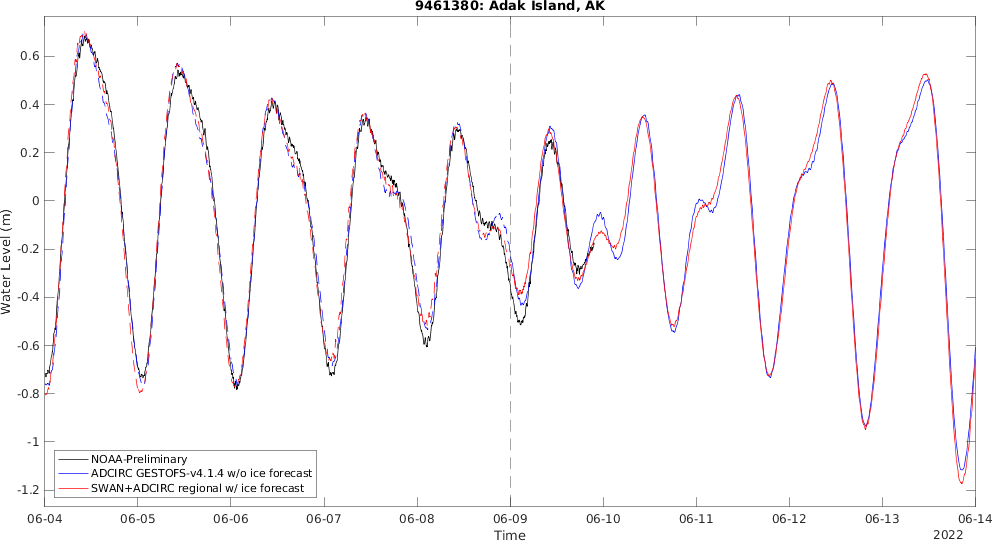 9461380: Adak Island, AK
0.6
0.4
0.2
0
-0.2
-0.4
-0.6
-0.8
-1
-1.2
Water Level (m)
NOAA-Preliminary
ADCIRC GESTOFS-v4.1.4 w/o ice forecast
SWAN+ADCIRC regional w/ ice forecast
06-04 06-05 06-06 06-07 06-08 06-09 06-10 06-11 06-12 06-13 06-14
Time
2022